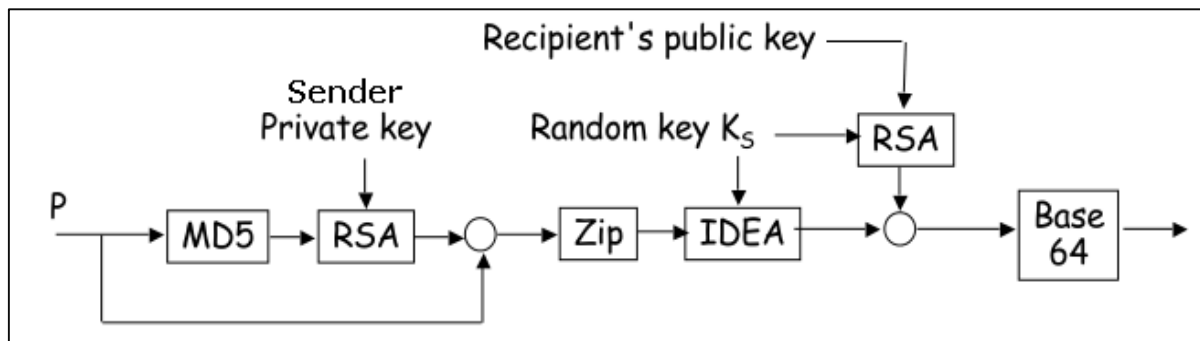 Recipient's public key
Sender
Private key
Random key Ks
RSA
P
MD5
RSA
Zip
IDEA
Base
64